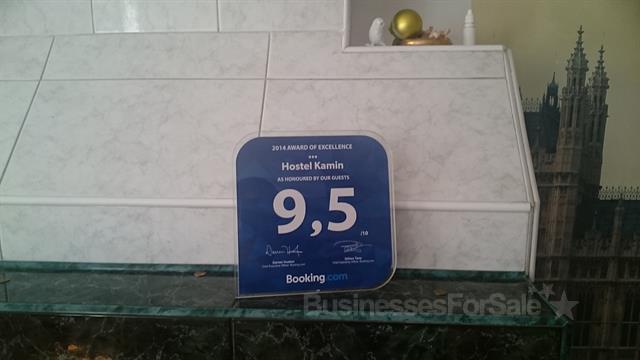 2014 AWARD OF EXCELLENCE
Hostel Kamin
AS HONOURED BY OUR GUESTS
9,5 /10
Booking.com
BusinessesForSale